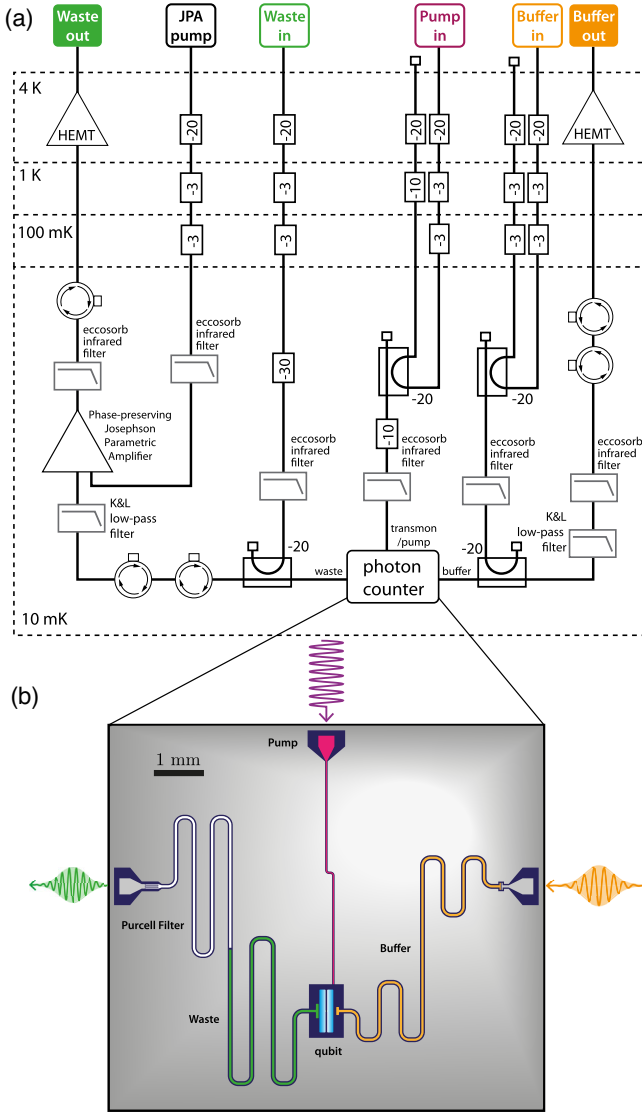 (a)
Waste
out
JPA
pump
Waste
in
Pump
in
Buffer
in
Buffer
out
4 K
HEMT
-20
-20
-20
-20
-20
-20
HEMT
1 K
-3
-3
-10
-3
-3
-3
100 mK
-3
-3
-3
-3
-3
eccosorb
infrared
filter
eccosorb
infrared
filter
-30
-20
-20
Phase-preserving
Josephson
Parametric
Amplifier
-10
eccosorb
infrared
filter
eccosorb
infrared
filter
eccosorb
infrared
filter
eccosorb
infrared
filter
K&L
low-pass
filter
K&L
low-pass
filter
-20
transmon
/pump
-20
waste
photon
counter
buffer
10 mK
(b)
Pump
1 mm
Purcell Filter
Buffer
Waste
qubit